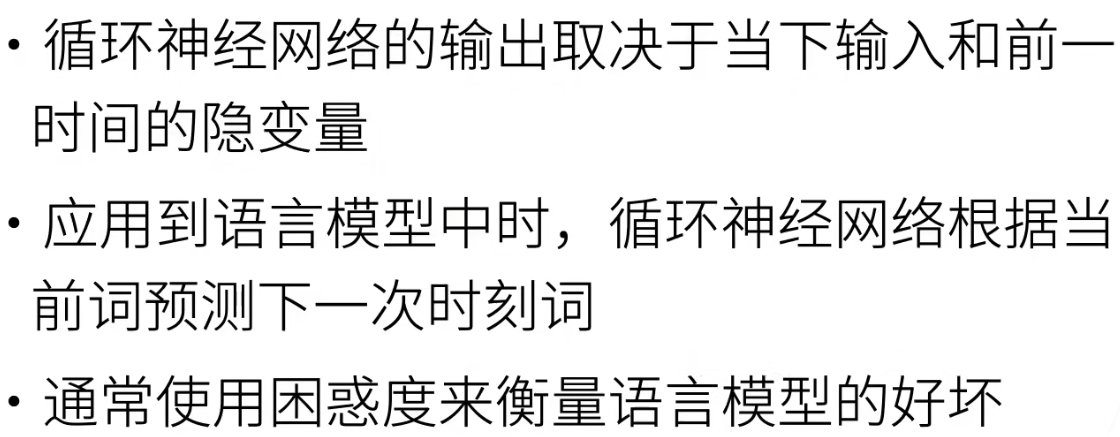 • 循环神经网络的输出取决于当下输入和前一
时间的隐变量
• 应用到语言模型中时，循环神经网络根据当
前词预测下一次时刻词
• 通常使用困惑度来衡量语言模型的好坏